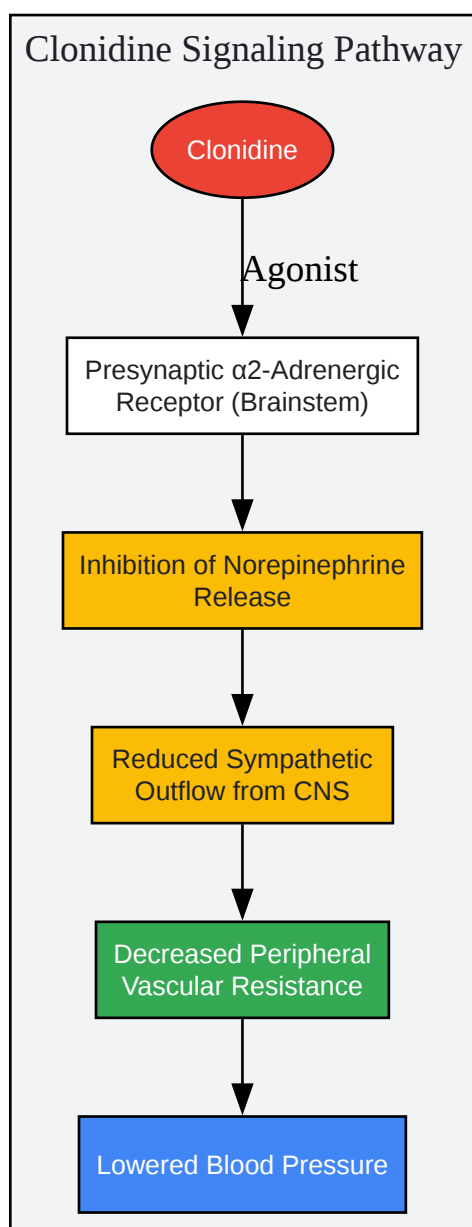 Clonidine Signaling Pathway
Clonidine
Agonist
Presynaptic α2-Adrenergic
Receptor (Brainstem)
Inhibition of Norepinephrine
Release
Reduced Sympathetic
Outflow from CNS
Decreased Peripheral
Vascular Resistance
Lowered Blood Pressure